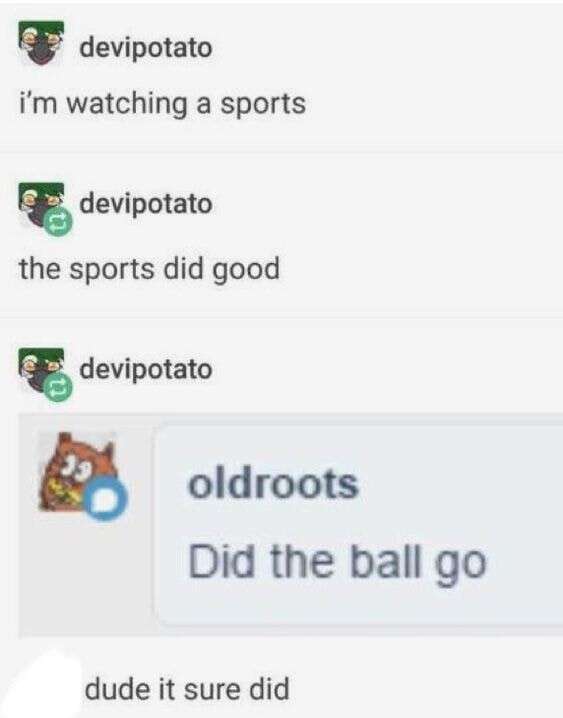 devipotato
i'm watching a sports
devipotato
the sports did good
devipotato
oldroots
Did the ball go
dude it sure did